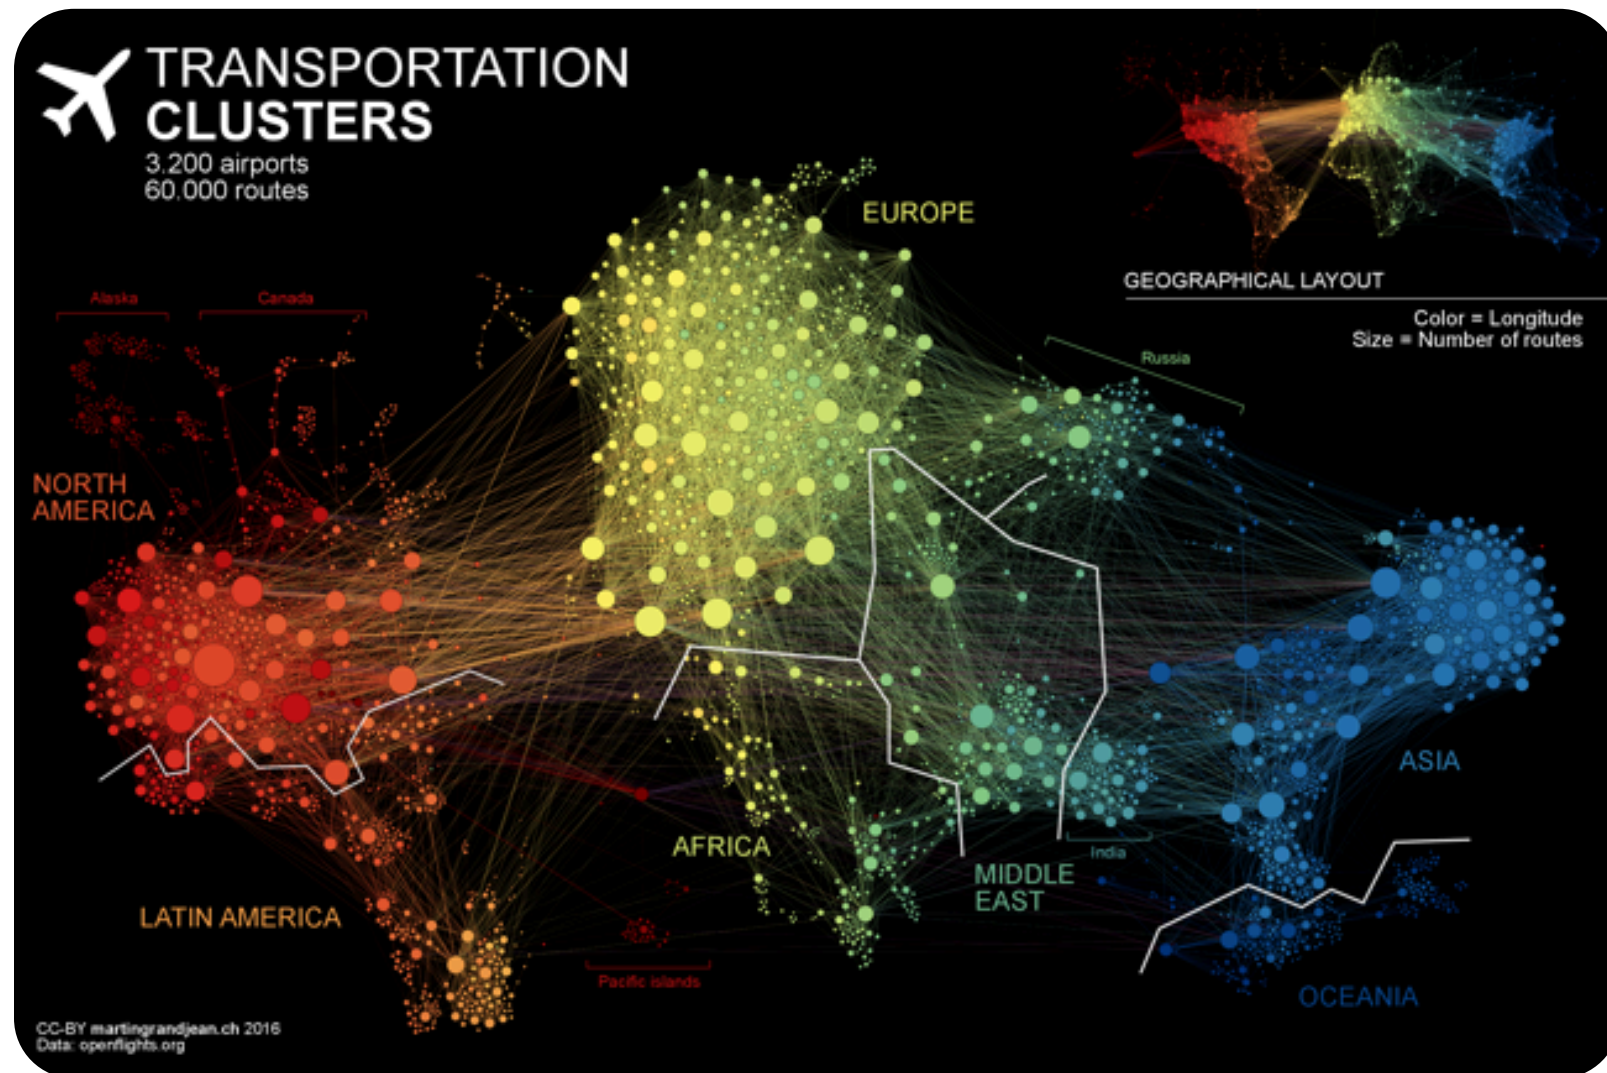 TRANSPORTATION
CLUSTERS
3.200 airports
60.000 routes
EUROPE
GEOGRAPHICAL LAYOUT
Color = Longitude
Size = Number of routes
Alaska
Canada
Russia
NORTH
AMERICA
ASIA
AFRICA
India
MIDDLE
EAST
LATIN AMERICA
Pacific islands
OCEANIA
CC-BY martingrandjean.ch 2016
Data: openflights.org